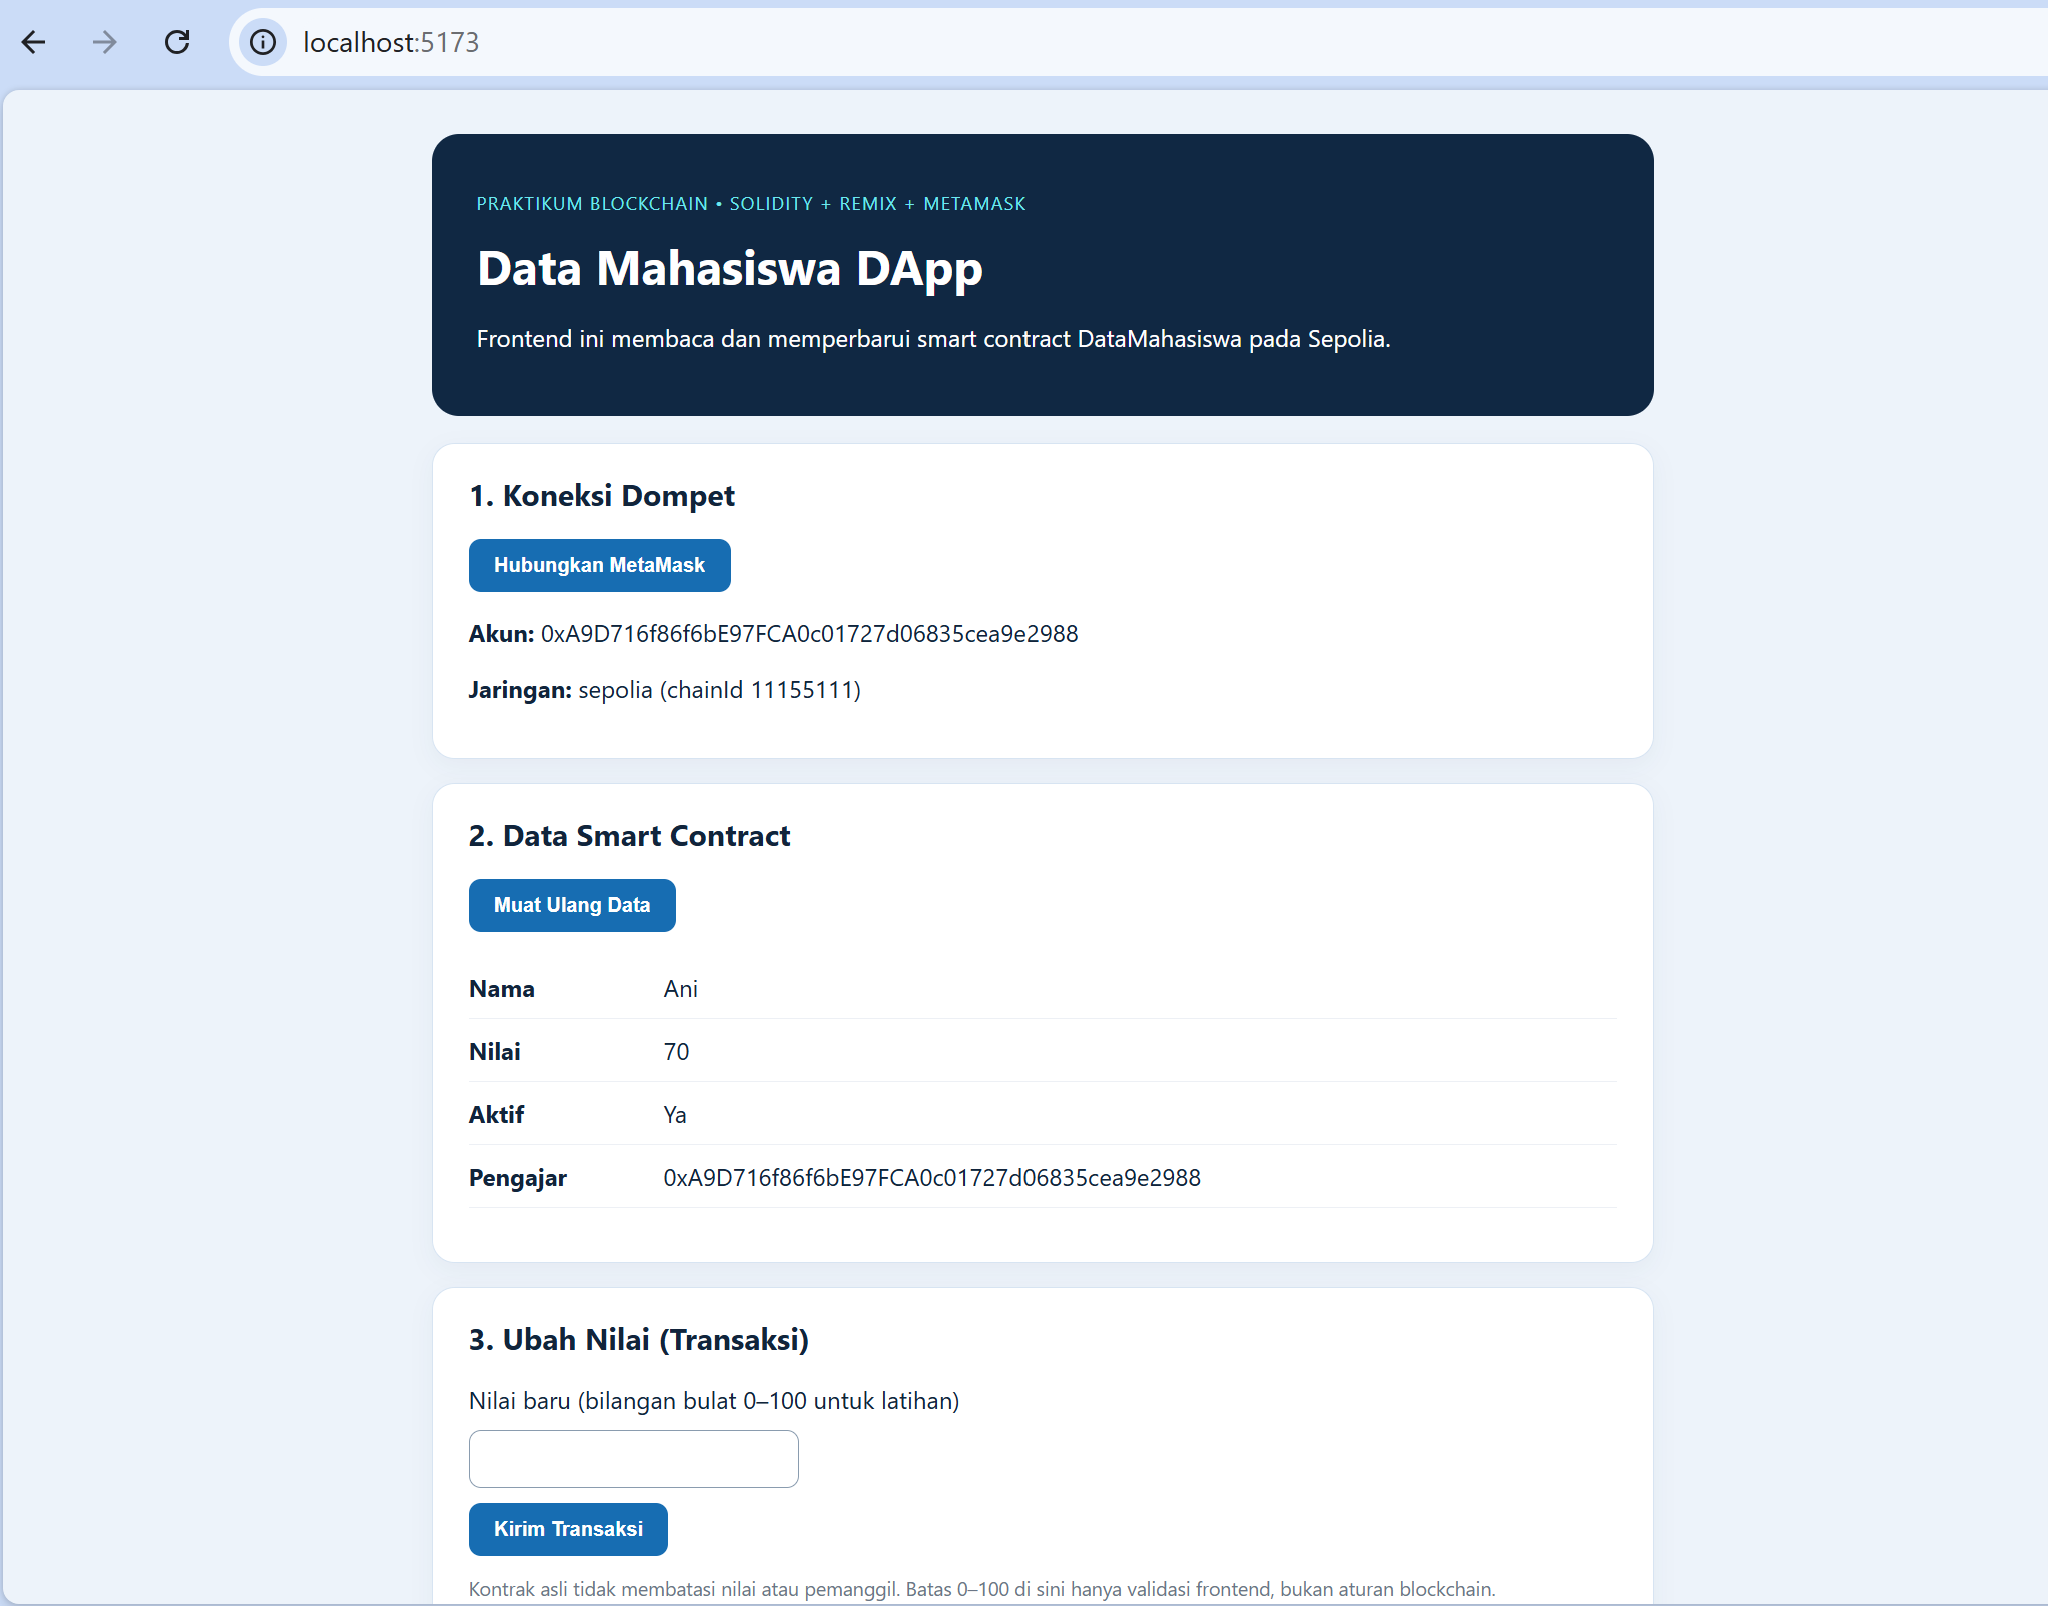 localhost:5173
PRAKTIKUM BLOCKCHAIN • SOLIDITY + REMIX + METAMASK
Data Mahasiswa DApp
Frontend ini membaca dan memperbarui smart contract DataMahasiswa pada Sepolia.
1. Koneksi Dompet
Hubungkan MetaMask
Akun: 0xA9D716f86f6bE97FCA0c01727d06835cea9e2988
Jaringan: sepolia (chainId 11155111)
2. Data Smart Contract
Muat Ulang Data
Nama Ani
Nilai 70
Aktif Ya
Pengajar 0xA9D716f86f6bE97FCA0c01727d06835cea9e2988
3. Ubah Nilai (Transaksi)
Nilai baru (bilangan bulat 0–100 untuk latihan)
Kirim Transaksi
Kontrak asli tidak membatasi nilai atau pemanggil. Batas 0–100 di sini hanya validasi frontend, bukan aturan blockchain.